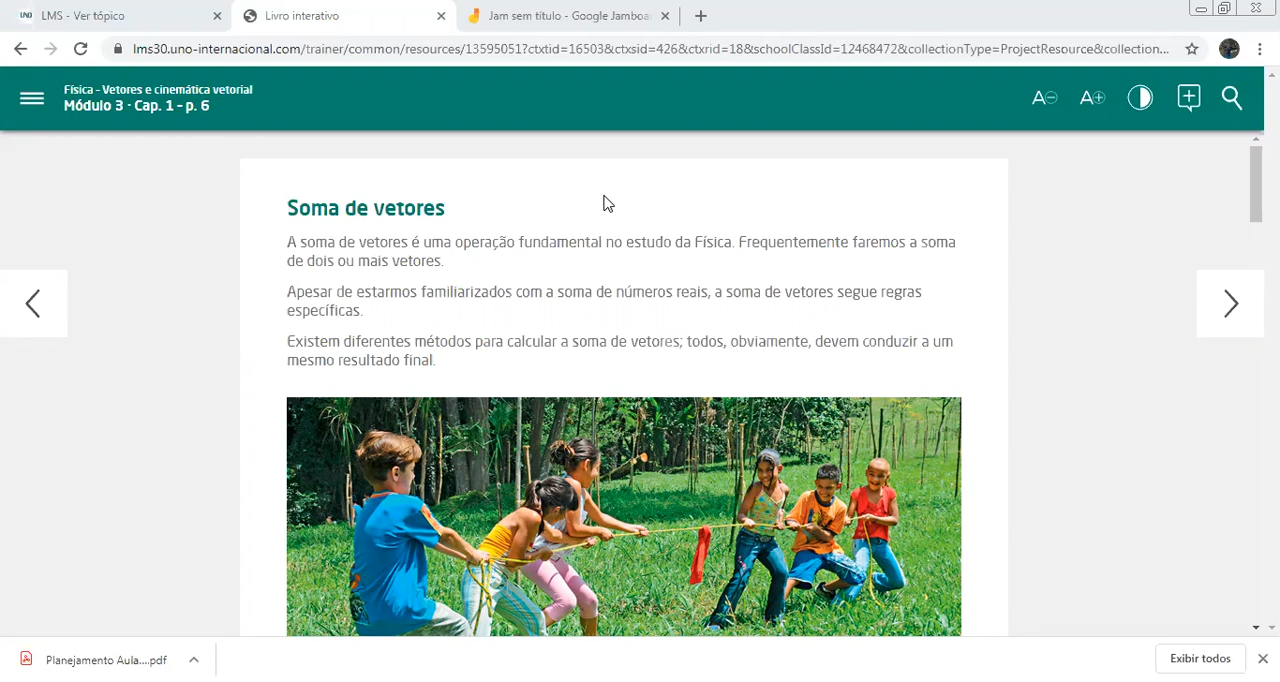 LMS - Ver tópico
Livro interativo
Jam sem título - Google Jamboa
lms30.uno-internacional.com/trainer/common/resources/13595051?ctxtid=16503&ctxsid=426&ctxrid=18&schoolClassId=12468472&collectionType=ProjectResource&collection...
Física - Vetores e cinemática vetorial
Módulo 3 · Cap. 1 - p. 6
A-
A+
Soma de vetores
A soma de vetores é uma operação fundamental no estudo da Física. Frequentemente faremos a soma
de dois ou mais vetores.
Apesar de estarmos familiarizados com a soma de números reais, a soma de vetores segue regras
específicas.
Existem diferentes métodos para calcular a soma de vetores; todos, obviamente, devem conduzir a um
mesmo resultado final.
Planejamento Aula....pdf
Exibir todos